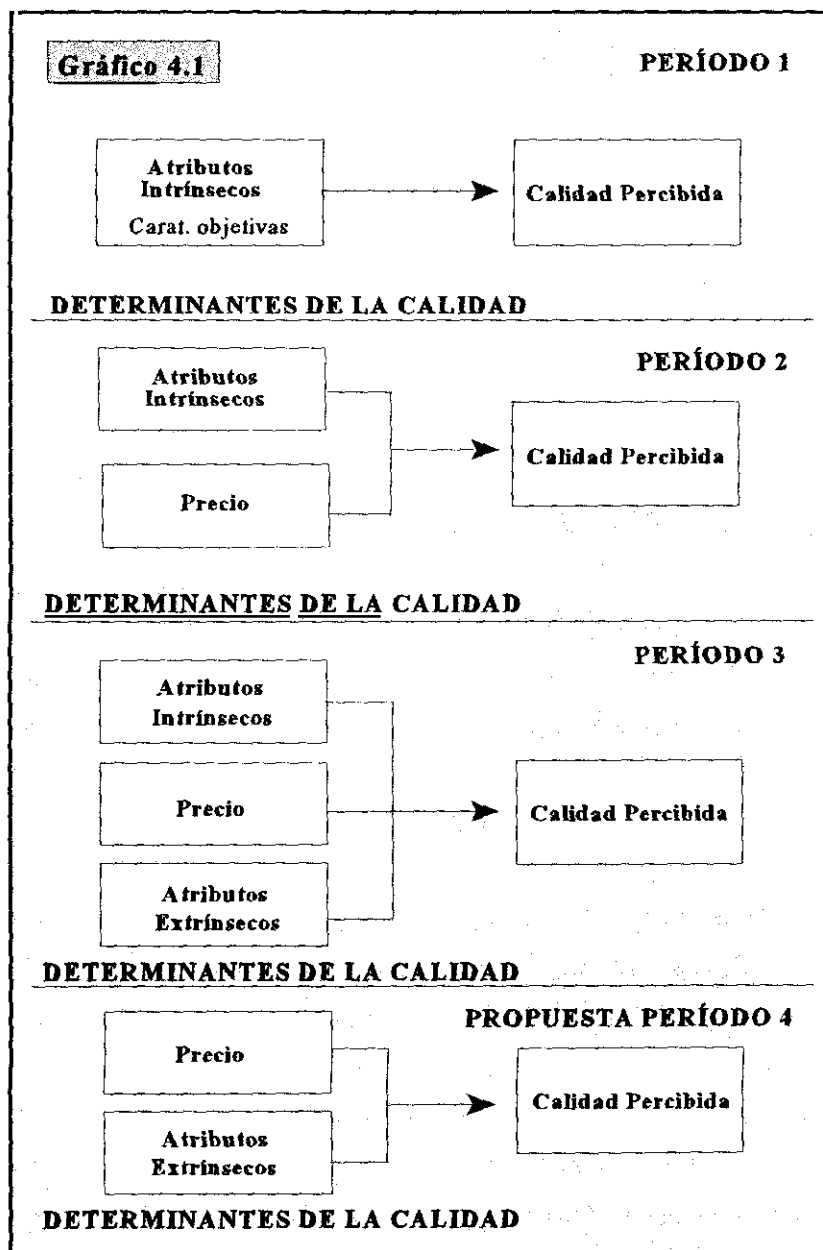 Gráfico 4.1
PERÍODO 1
Atributos
Intrínsecos
Carat. objetivas
Calidad Percibida
DETERMINANTES DE LA CALIDAD
PERÍODO 2
Atributos
Intrínsecos
Precio
Calidad Percibida
DETERMINANTES DE LA CALIDAD
PERÍODO 3
Atributos
Intrínsecos
Precio
Atributos
Extrínsecos
Calidad Percibida
DETERMINANTES DE LA CALIDAD
PROPUESTA PERÍODO 4
Precio
Atributos
Extrínsecos
Calidad Percibida
DETERMINANTES DE LA CALIDAD